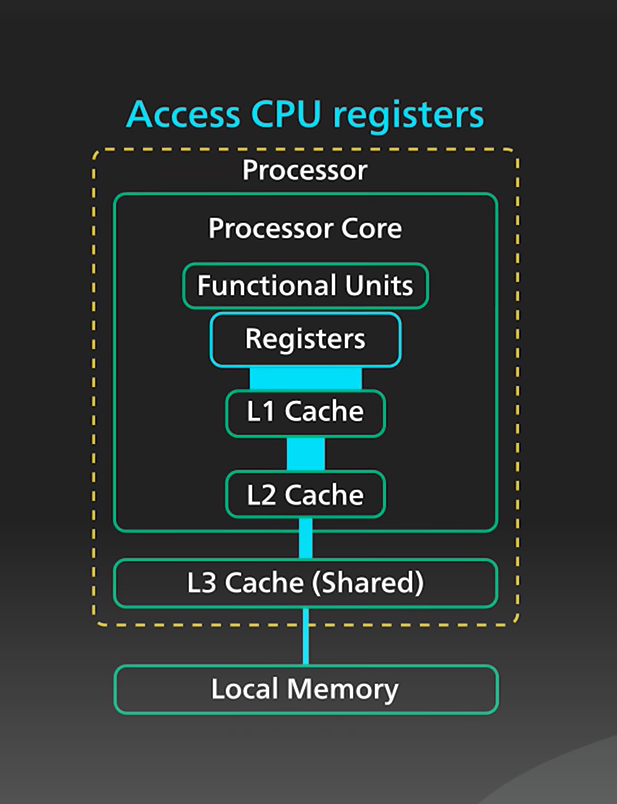 Access CPU registers
Processor
Processor Core
Functional Units
Registers
L1 Cache
L2 Cache
L3 Cache (Shared)
Local Memory